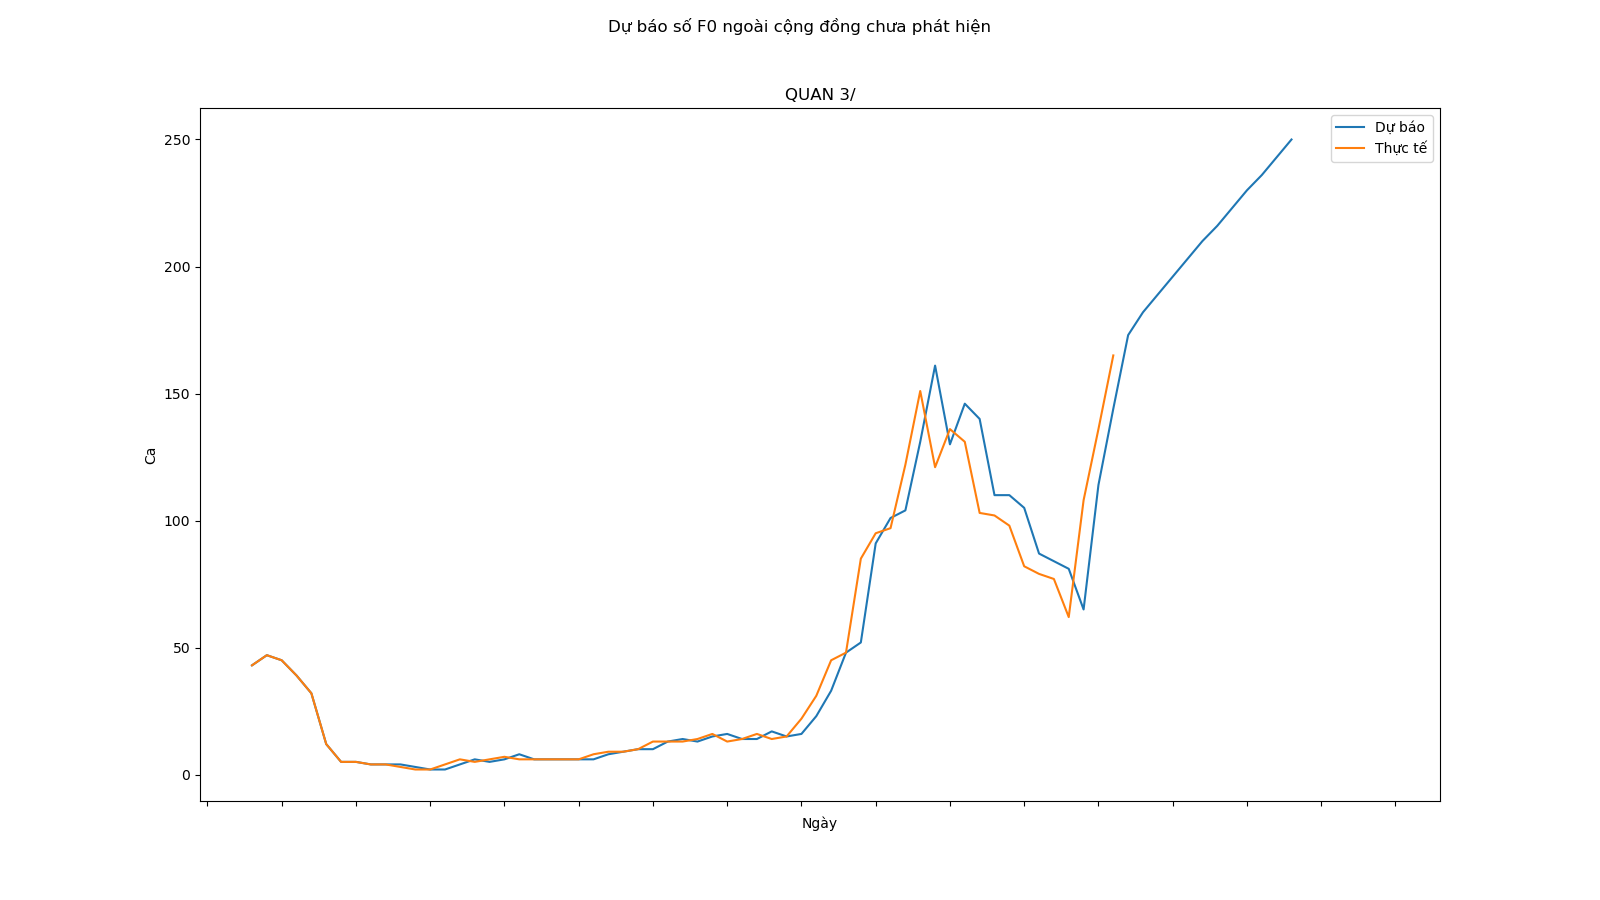 Dự báo số F0 ngoài cộng đồng chưa phát hiện
QUAN 3/
Dự báo
Thực tế
250
200
150
100
50
0
Ca
Ngày